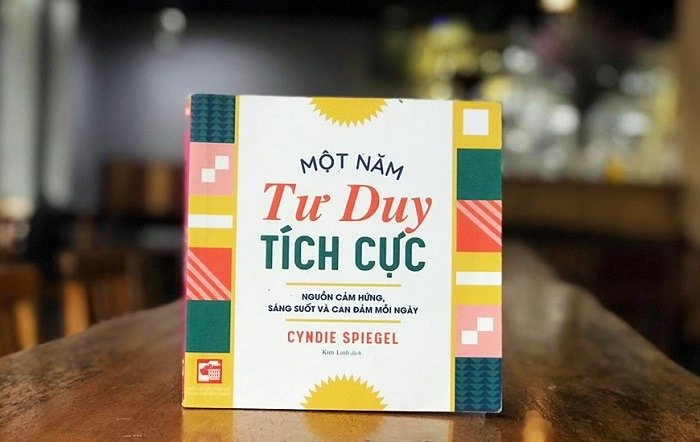 MỘT NĂM
Tư Duy
TÍCH CỰC
NGUỒN CẢM HỨNG,
SÁNG SUỐT VÀ CAN ĐẢM MỖI NGÀY
CYNDIE SPIEGEL
Kim Linh dịch